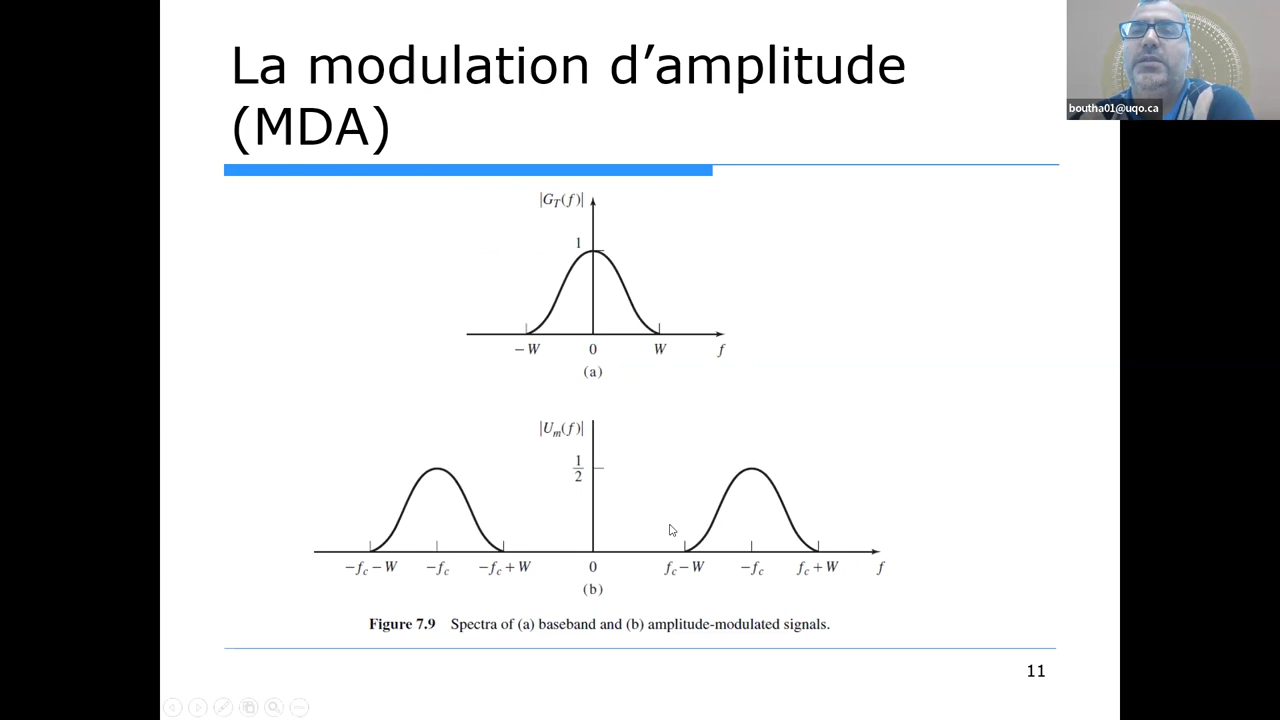 La modulation d’amplitude
(MDA)
boutha01@uqo.ca
|G_T(f)|
1
−W 0 W f
(a)
|U_m(f)|
1/2
−f_c−W −f_c −f_c+W 0 f_c−W −f_c f_c+W f
(b)
Figure 7.9 Spectra of (a) baseband and (b) amplitude-modulated signals.
11